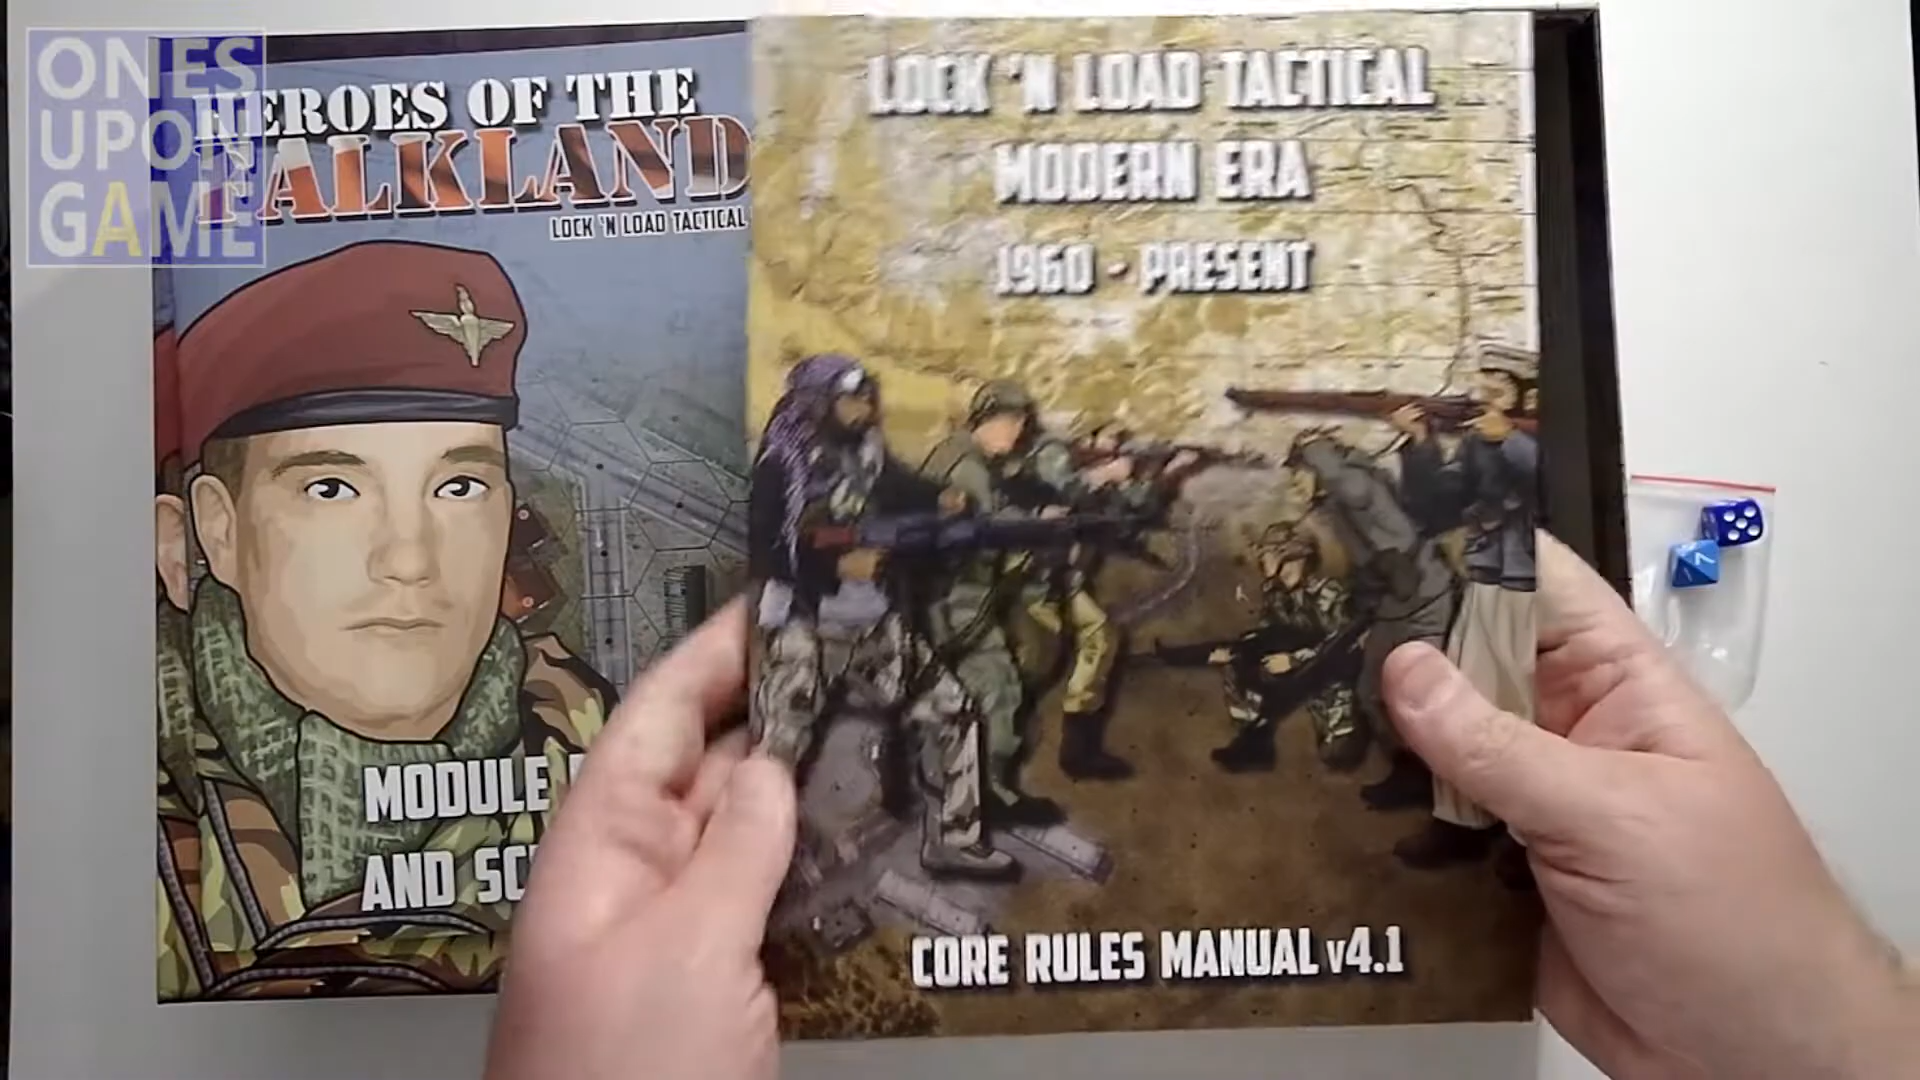 ONES
UPON
GAME
HEROES OF THE
FALKLAND
LOCK 'N LOAD TACTICAL
MODULE
AND SC
LOCK 'N LOAD TACTICAL
MODERN ERA
1960 - PRESENT
CORE RULES MANUAL v4.1